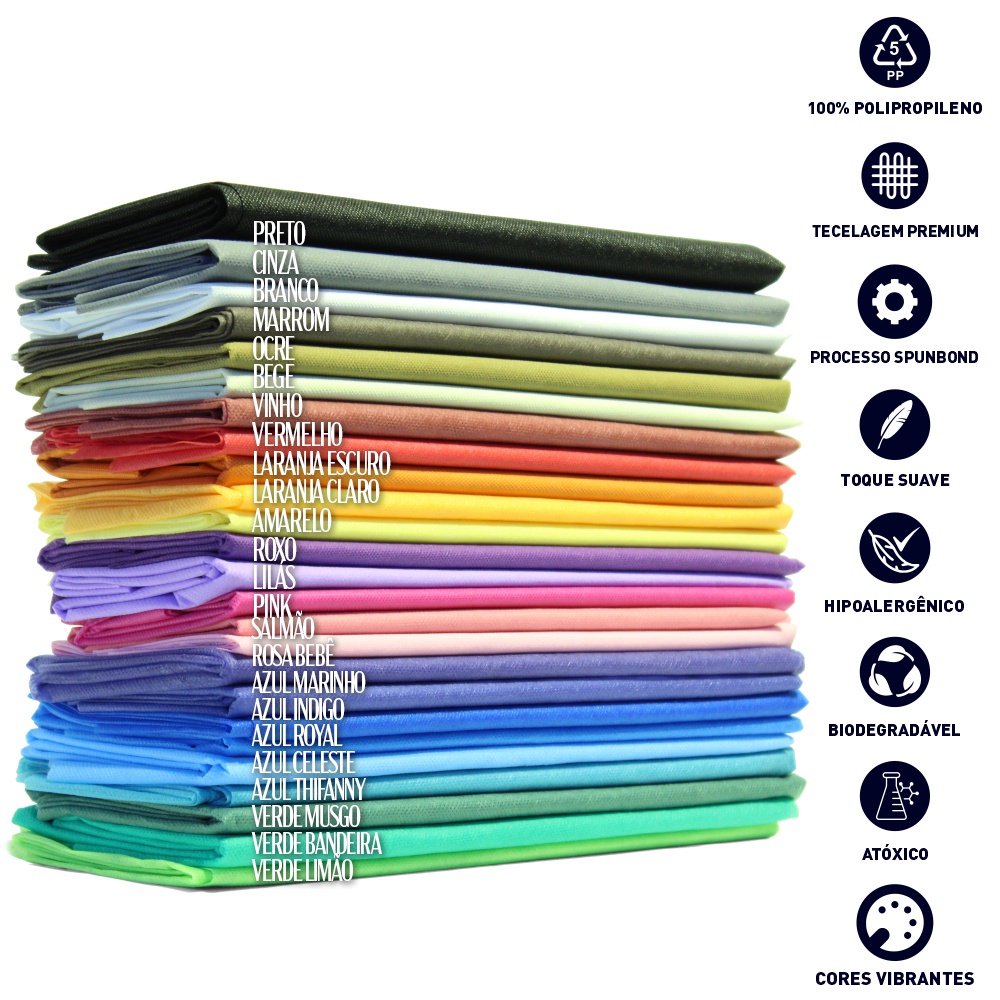 PRETO
CINZA
BRANCO
MARROM
OCRE
BEGE
VINHO
VERMELHO
LARANJA ESCURO
LARANJA CLARO
AMARELO
ROXO
LILÁS
PINK
SALMÃO
ROSA BEBÊ
AZUL MARINHO
AZUL INDIGO
AZUL ROYAL
AZUL CELESTE
AZUL THIFANNY
VERDE MUSGO
VERDE BANDEIRA
VERDE LIMÃO
5
PP
100% POLIPROPILENO
TECELAGEM PREMIUM
PROCESSO SPUNBOND
TOQUE SUAVE
HIPOALERGÊNICO
BIODEGRADÁVEL
ATÓXICO
CORES VIBRANTES